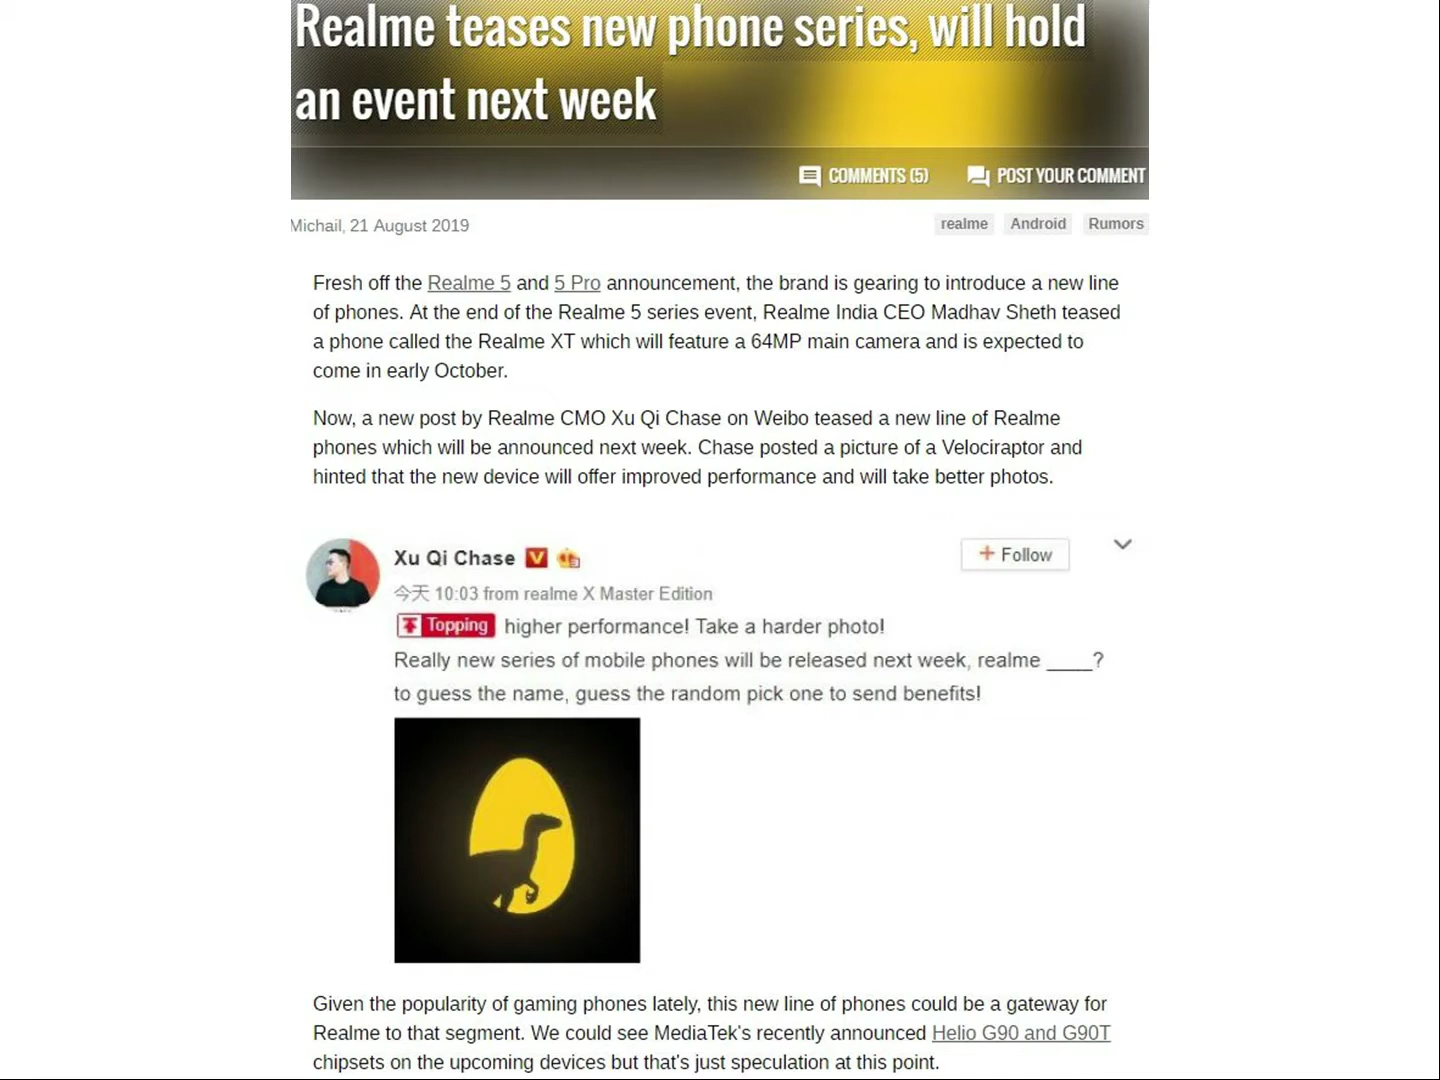 Realme teases new phone series, will hold
an event next week
COMMENTS (5)
POST YOUR COMMENT
Michail, 21 August 2019
realme
Android
Rumors
Fresh off the Realme 5 and 5 Pro announcement, the brand is gearing to introduce a new line
of phones. At the end of the Realme 5 series event, Realme India CEO Madhav Sheth teased
a phone called the Realme XT which will feature a 64MP main camera and is expected to
come in early October.
Now, a new post by Realme CMO Xu Qi Chase on Weibo teased a new line of Realme
phones which will be announced next week. Chase posted a picture of a Velociraptor and
hinted that the new device will offer improved performance and will take better photos.
Xu Qi Chase V
+ Follow
今天 10:03 from realme X Master Edition
Topping higher performance! Take a harder photo!
Really new series of mobile phones will be released next week, realme ____?
to guess the name, guess the random pick one to send benefits!
Given the popularity of gaming phones lately, this new line of phones could be a gateway for
Realme to that segment. We could see MediaTek's recently announced Helio G90 and G90T
chipsets on the upcoming devices but that's just speculation at this point.